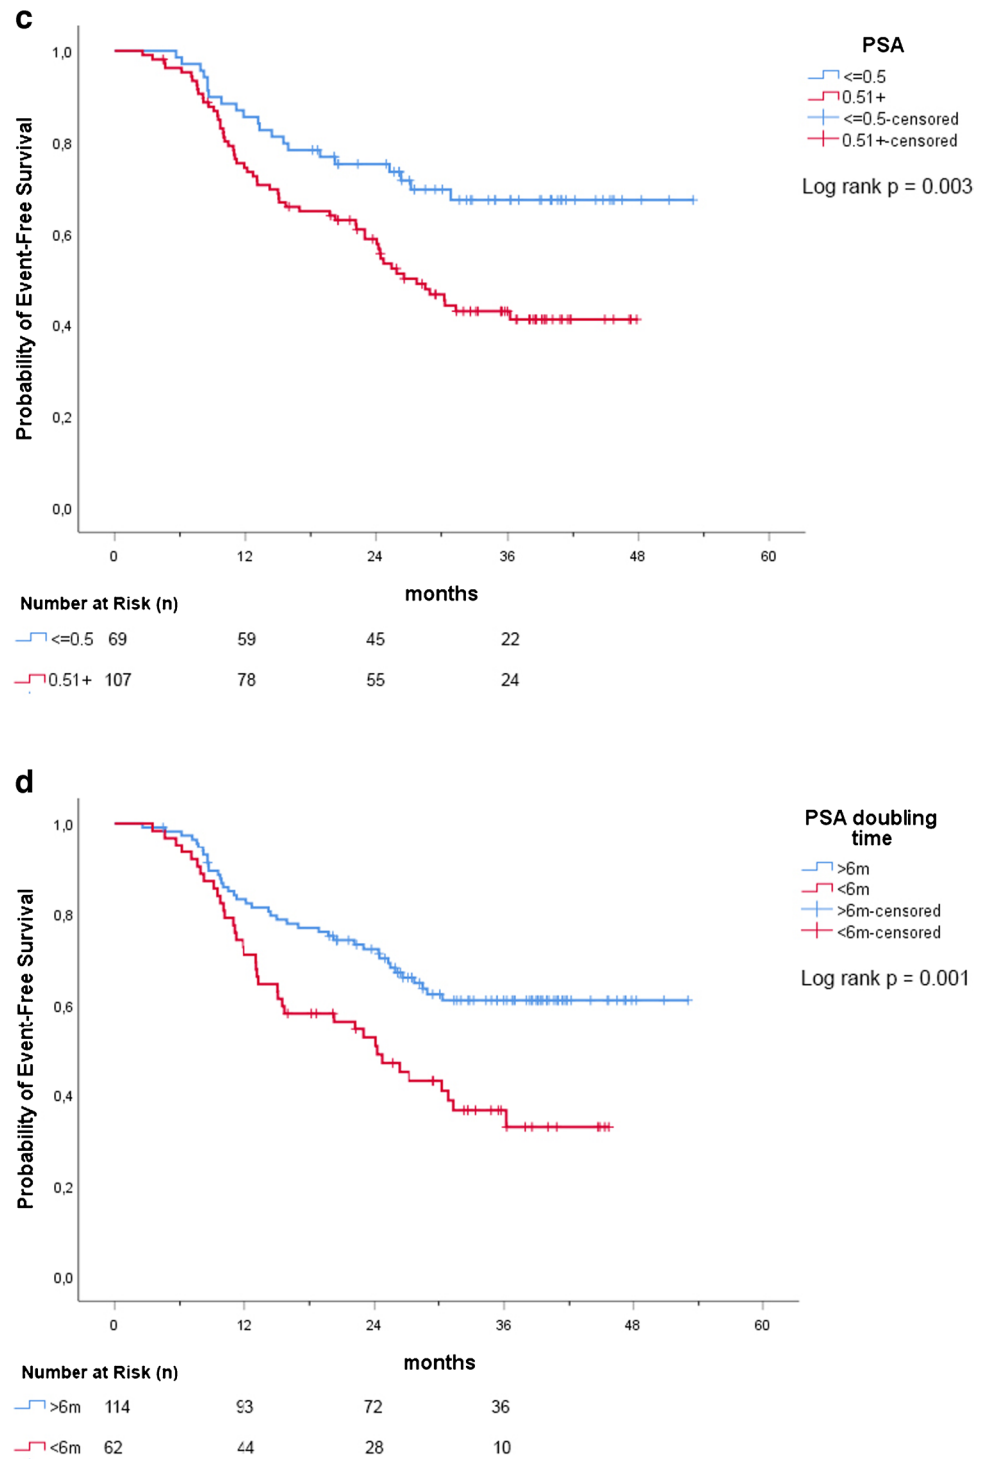 c
PSA
<=0.5
0.51+
<=0.5-censored
0.51+-censored
Log rank p = 0.003
Probability of Event-Free Survival
1,0
0,8
0,6
0,4
0,2
0,0
0 12 24 36 48 60
months
Number at Risk (n)
<=0.5 69 59 45 22
0.51+ 107 78 55 24
d
PSA doubling
time
>6m
<6m
>6m-censored
<6m-censored
Log rank p = 0.001
Probability of Event-Free Survival
1,0
0,8
0,6
0,4
0,2
0,0
0 12 24 36 48 60
months
Number at Risk (n)
>6m 114 93 72 36
<6m 62 44 28 10